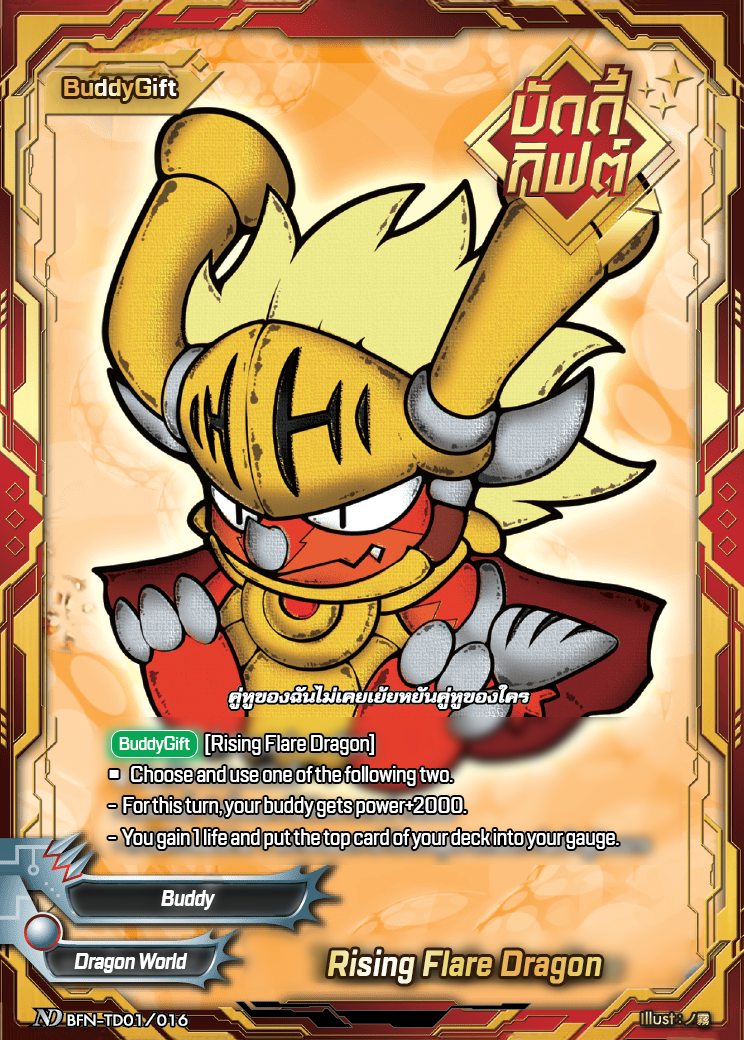 BuddyGift
บัดดี้
กิฟต์
คู่หูของฉันไม่เคยเย้ยหยันคู่หูของใคร
BuddyGift [Rising Flare Dragon]
■ Choose and use one of the following two.
- For this turn, your buddy gets power+2000.
- You gain 1 life and put the top card of your deck into your gauge.
Buddy
Dragon World
Rising Flare Dragon
ND BFN-TD01/016
Illust：ノ霧